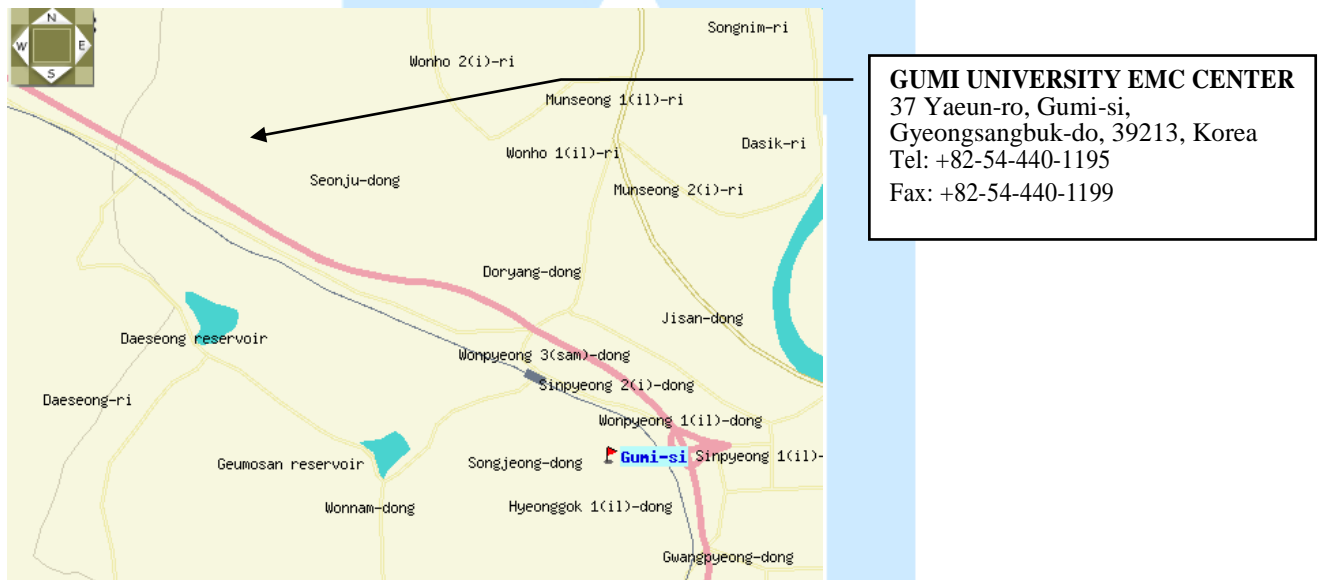 N
W E
S
Songnim-ri
Wonho 2(i)-ri
Munseong 1(il)-ri
Dasik-ri
Wonho 1(il)-ri
Seonju-dong
Munseong 2(i)-ri
Doryang-dong
Jisan-dong
Daeseong reservoir
Wonpyeong 3(sam)-dong
Sinpyeong 2(i)-dong
Daeseong-ri
Wonpyeong 1(il)-dong
Geumosan reservoir
Songjeong-dong
Gumi-si
Sinpyeong 1(il)-
Wonnam-dong
Hyeonggok 1(il)-dong
Gwangpyeong-dong
GUMI UNIVERSITY EMC CENTER
37 Yaeun-ro, Gumi-si,
Gyeongsangbuk-do, 39213, Korea
Tel: +82-54-440-1195
Fax: +82-54-440-1199